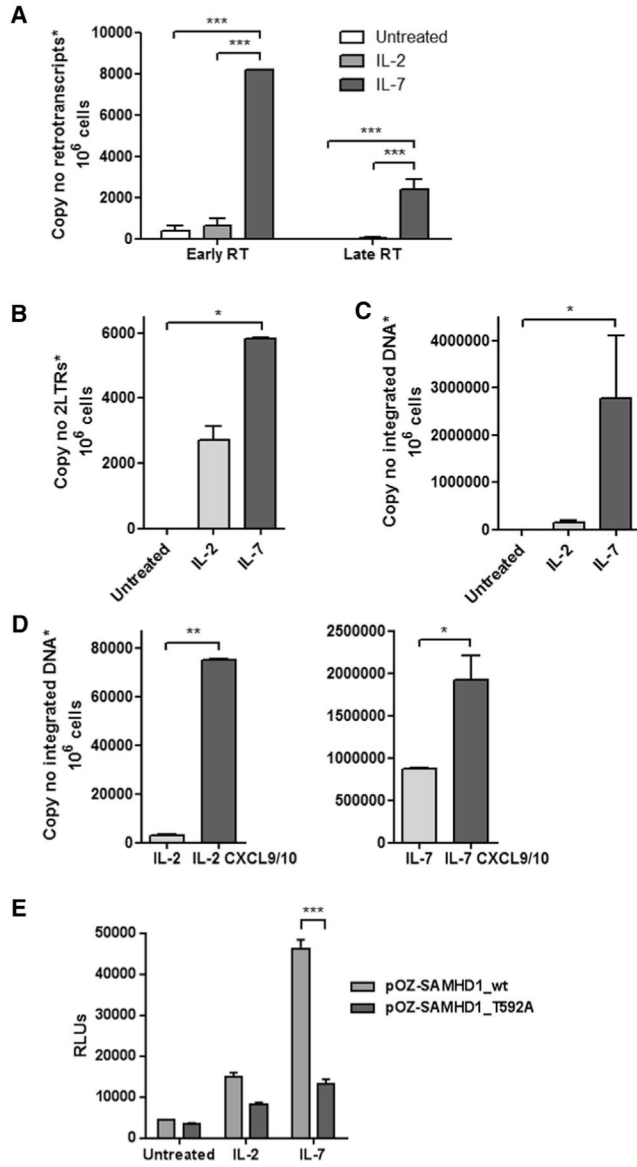 A
Copy no retrotranscripts*
10⁶ cells
10000
8000
6000
4000
2000
0
***
***
***
***
Untreated
IL-2
IL-7
Early RT
Late RT
B
Copy no 2LTRs*
10⁶ cells
6000
4000
2000
0
*
Untreated
IL-2
IL-7
C
Copy no integrated DNA*
10⁶ cells
4000000
3000000
2000000
1000000
0
*
Untreated
IL-2
IL-7
D
Copy no integrated DNA*
10⁶ cells
80000
60000
40000
20000
0
**
IL-2
IL-2 CXCL9/10
2500000
2000000
1500000
1000000
500000
0
*
IL-7
IL-7 CXCL9/10
E
RLUs
50000
40000
30000
20000
10000
0
***
pOZ-SAMHD1_wt
pOZ-SAMHD1_T592A
Untreated
IL-2
IL-7